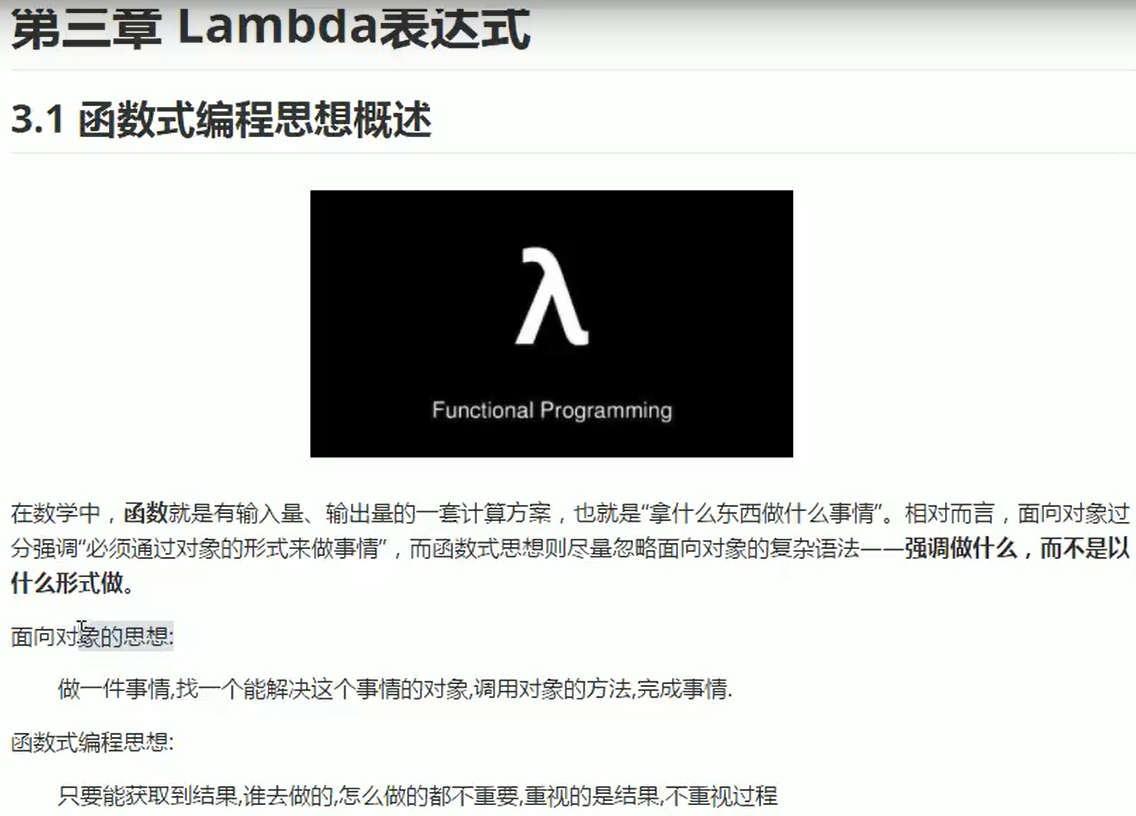 第三章 Lambda表达式
3.1 函数式编程思想概述
λ
Functional Programming
在数学中，函数就是有输入量、输出量的一套计算方案，也就是“拿什么东西做什么事情”。相对而言，面向对象过
分强调“必须通过对象的形式来做事情”，而函数式思想则尽量忽略面向对象的复杂语法——强调做什么，而不是以
什么形式做。
面向对象的思想:
做一件事情,找一个能解决这个事情的对象,调用对象的方法,完成事情.
函数式编程思想:
只要能获取到结果,谁去做的,怎么做的都不重要,重视的是结果,不重视过程